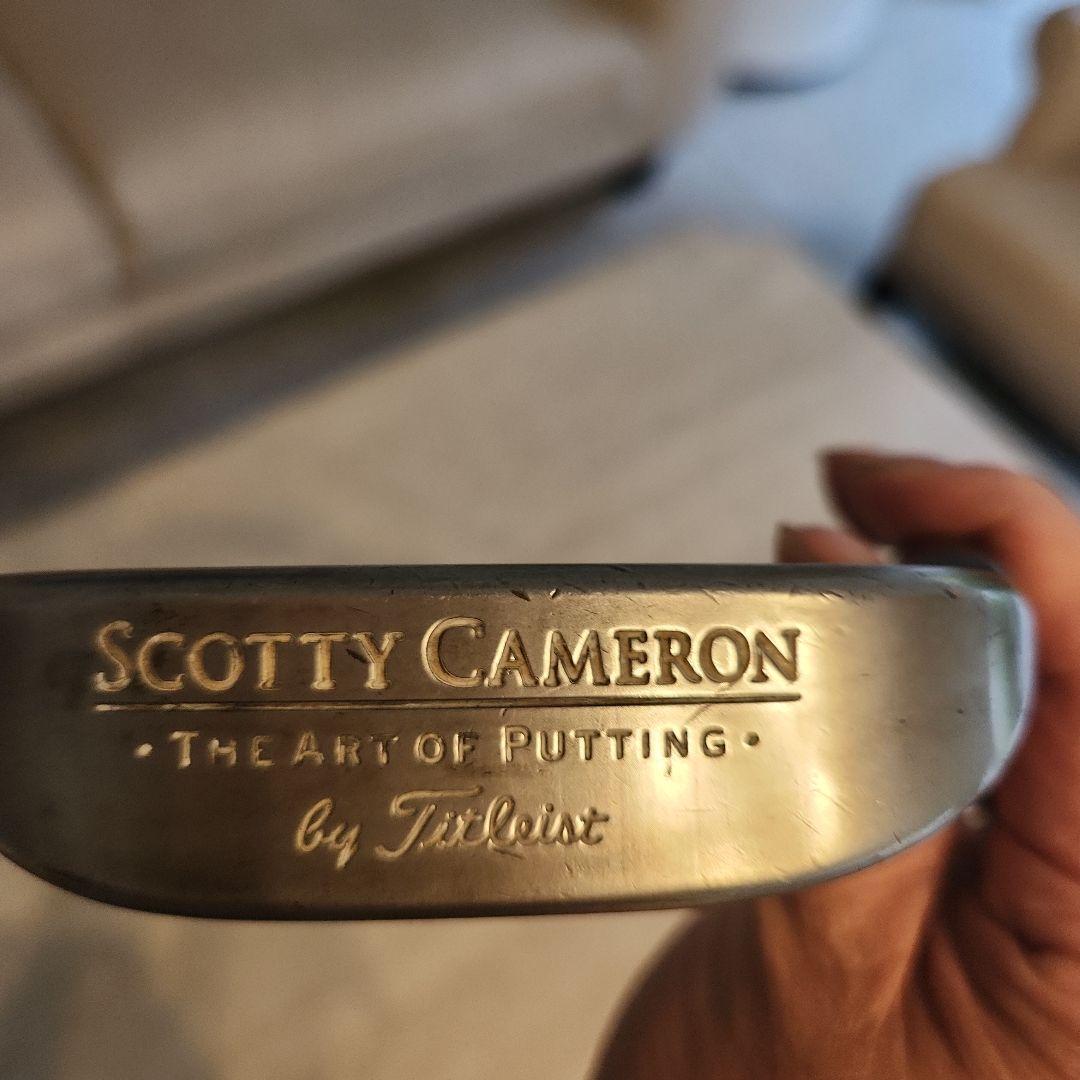 SCOTTY CAMERON
• THE ART OF PUTTING •
by Titleist